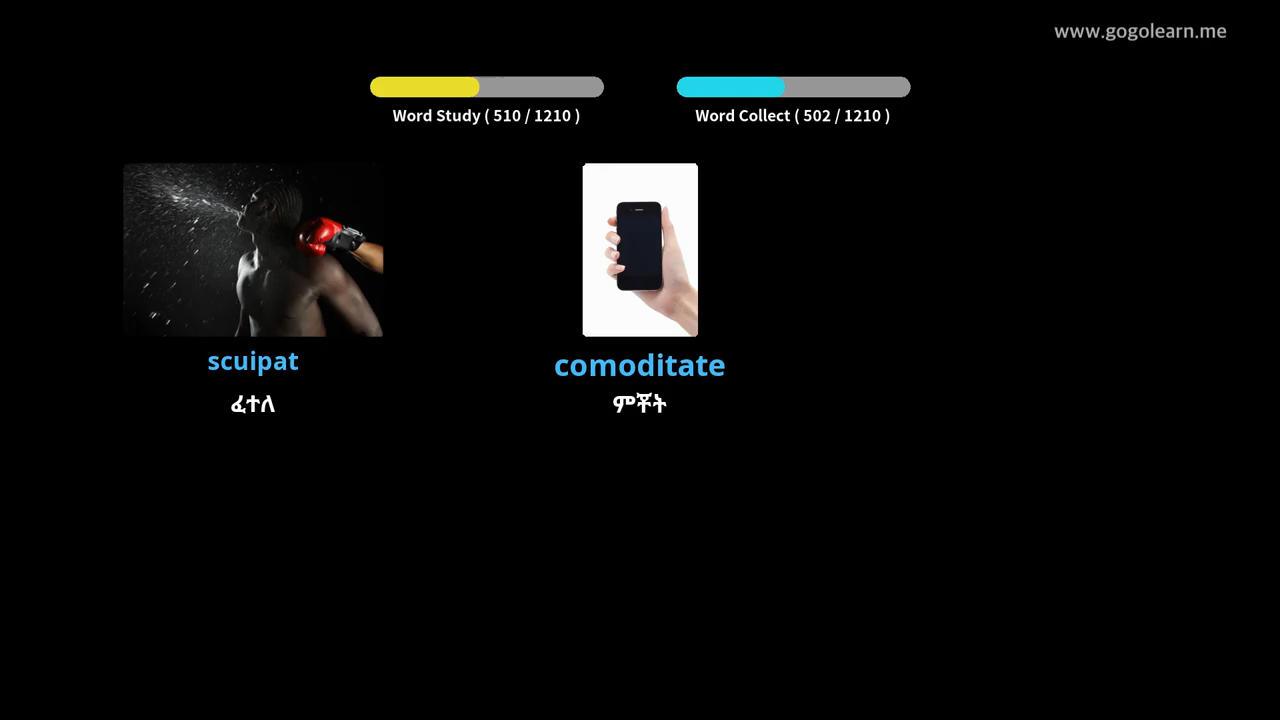 www.gogolearn.me
Word Study ( 510 / 1210 )
Word Collect ( 502 / 1210 )
scuipat
ፈተለ
comoditate
ምቾት